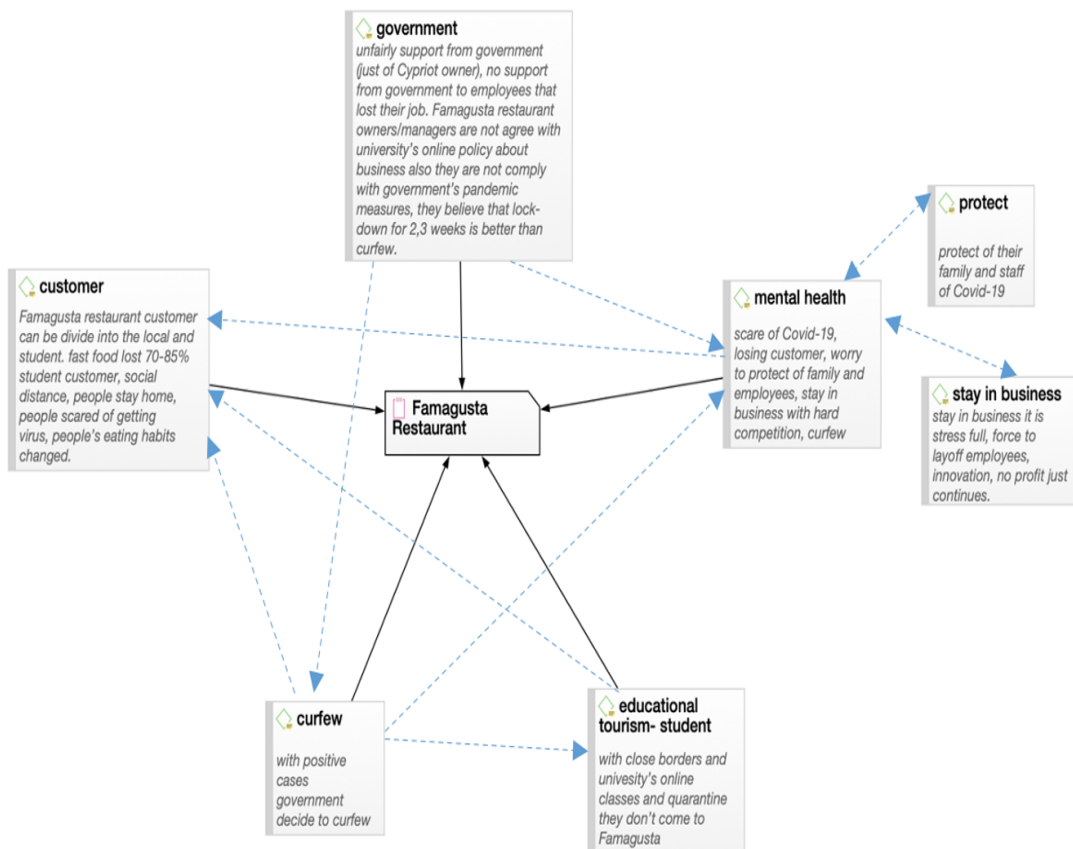 government
unfairly support from government
(just of Cypriot owner), no support
from government to employees that
lost their job. Famagusta restaurant
owners/managers are not agree with
university's online policy about
business also they are not comply
with government's pandemic
measures, they believe that lock-
down for 2,3 weeks is better than
curfew.
protect
protect of their
family and staff
of Covid-19
customer
Famagusta restaurant customer
can be divide into the local and
student. fast food lost 70-85%
student customer, social
distance, people stay home,
people scared of getting
virus, people's eating habits
changed.
mental health
scare of Covid-19,
losing customer, worry
to protect of family and
employees, stay in
business with hard
competition, curfew
stay in business
stay in business it is
stress full, force to
layoff employees,
innovation, no profit just
continues.
Famagusta
Restaurant
curfew
with positive
cases
government
decide to curfew
educational
tourism- student
with close borders and
univesity's online
classes and quarantine
they don't come to
Famagusta